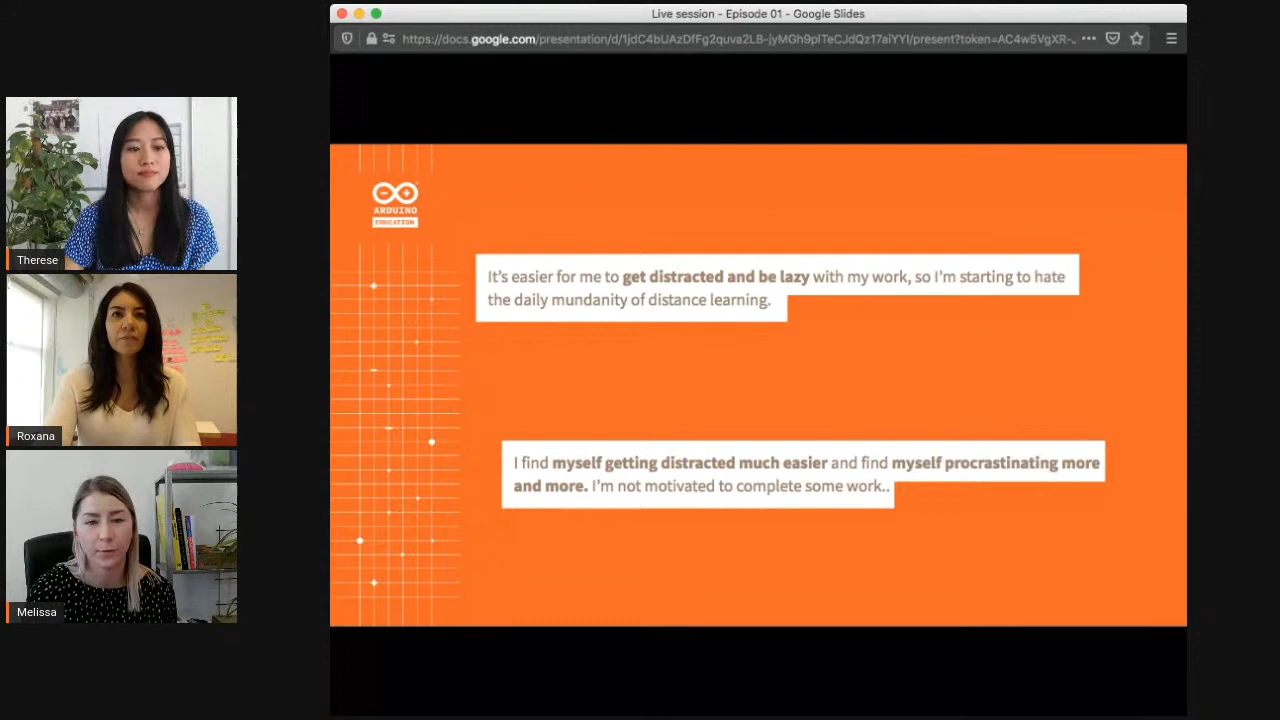 Live session - Episode 01 - Google Slides
Therese
Roxana
Melissa
ARDUINO
EDUCATION
It's easier for me to get distracted and be lazy with my work, so I'm starting to hate
the daily mundanity of distance learning.
I find myself getting distracted much easier and find myself procrastinating more
and more. I'm not motivated to complete some work..